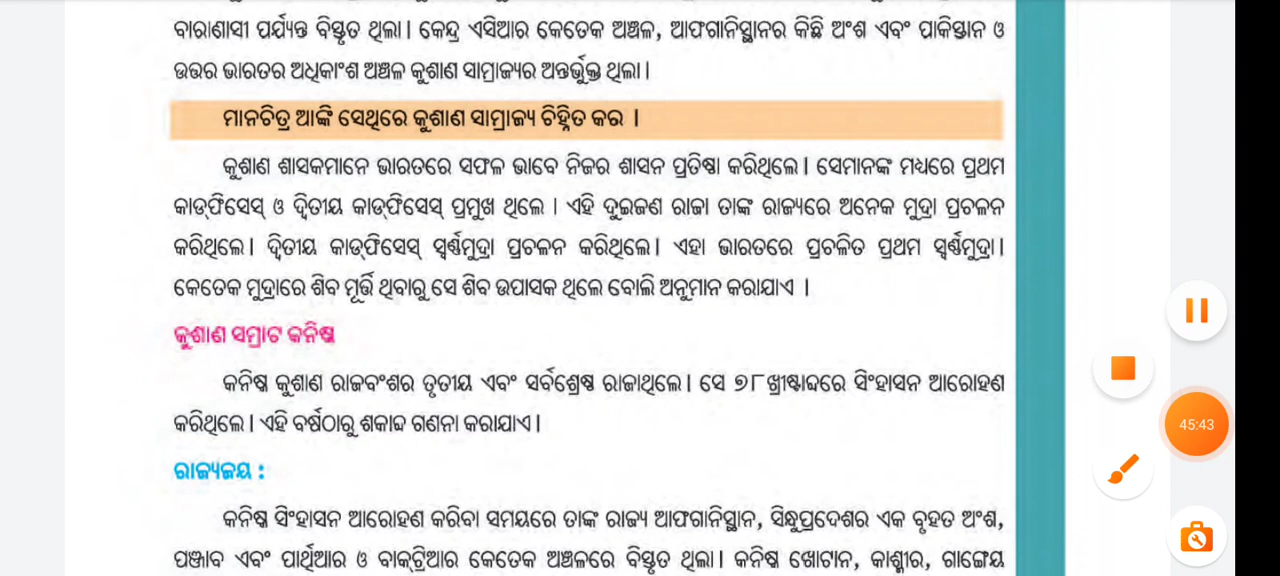 ବାରାଣାସୀ ପର୍ଯ୍ୟନ୍ତ ବିସ୍ତୃତ ଥିଲା। କେନ୍ଦ୍ର ଏସିଆର କେତେକ ଅଞ୍ଚଳ, ଆଫଗାନିସ୍ଥାନର କିଛି ଅଂଶ ଏବଂ ପାକିସ୍ତାନ ଓ
ଉତ୍ତର ଭାରତର ଅଧିକାଂଶ ଅଞ୍ଚଳ କୁଶାଣ ସାମ୍ରାଜ୍ୟର ଅନ୍ତର୍ଭୁକ୍ତ ଥିଲା।
ମାନଚିତ୍ର ଆଙ୍କି ସେଥିରେ କୁଶାଣ ସାମ୍ରାଜ୍ୟ ଚିହ୍ନିତ କର ।
କୁଶାଣ ଶାସକମାନେ ଭାରତରେ ସଫଳ ଭାବେ ନିଜର ଶାସନ ପ୍ରତିଷ୍ଠା କରିଥିଲେ। ସେମାନଙ୍କ ମଧ୍ୟରେ ପ୍ରଥମ
କାଡ୍‌ଫିସେସ୍ ଓ ଦ୍ୱିତୀୟ କାଡ୍‌ଫିସେସ୍ ପ୍ରମୁଖ ଥିଲେ । ଏହି ଦୁଇଜଣ ରାଜା ତାଙ୍କ ରାଜ୍ୟରେ ଅନେକ ମୁଦ୍ରା ପ୍ରଚଳନ
କରିଥିଲେ। ଦ୍ୱିତୀୟ କାଡ୍‌ଫିସେସ୍ ସ୍ୱର୍ଣ୍ଣମୁଦ୍ରା ପ୍ରଚଳନ କରିଥିଲେ। ଏହା ଭାରତରେ ପ୍ରଚଳିତ ପ୍ରଥମ ସ୍ୱର୍ଣ୍ଣମୁଦ୍ରା।
କେତେକ ମୁଦ୍ରାରେ ଶିବ ମୂର୍ତ୍ତି ଥିବାରୁ ସେ ଶିବ ଉପାସକ ଥିଲେ ବୋଲି ଅନୁମାନ କରାଯାଏ ।
କୁଶାଣ ସମ୍ରାଟ କନିଷ୍କ
କନିଷ୍କ କୁଶାଣ ରାଜବଂଶର ତୃତୀୟ ଏବଂ ସର୍ବଶ୍ରେଷ୍ଠ ରାଜାଥିଲେ। ସେ ୭୮ଖ୍ରୀଷ୍ଟାବ୍ଦରେ ସିଂହାସନ ଆରୋହଣ
କରିଥିଲେ। ଏହି ବର୍ଷଠାରୁ ଶକାବ୍ଦ ଗଣନା କରାଯାଏ।
ରାଜ୍ୟଜୟ :
କନିଷ୍କ ସିଂହାସନ ଆରୋହଣ କରିବା ସମୟରେ ତାଙ୍କ ରାଜ୍ୟ ଆଫଗାନିସ୍ଥାନ, ସିନ୍ଧୁପ୍ରଦେଶର ଏକ ବୃହତ ଅଂଶ,
ପଞ୍ଜାବ ଏବଂ ପାର୍ଥିଆର ଓ ବାକ୍‌ଟ୍ରିଆର କେତେକ ଅଞ୍ଚଳରେ ବିସ୍ତୃତ ଥିଲା। କନିଷ୍କ ଖୋଟାନ, କାଶ୍ମୀର, ଗାଙ୍ଗେୟ
45:43